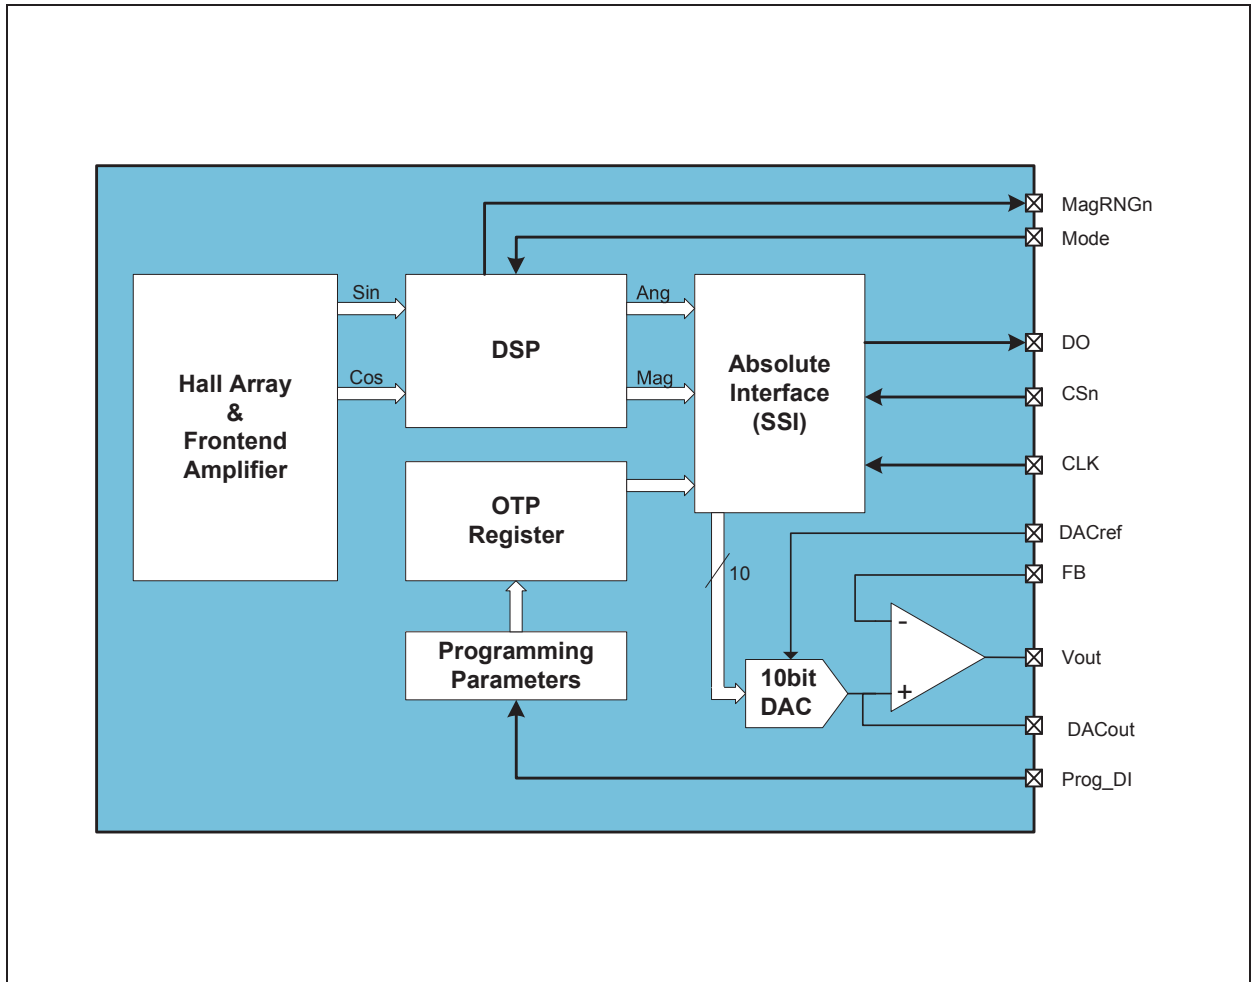 MagRNGn
Mode
Sin
Ang
DSP
DO
Cos
Mag
Hall Array
&
Frontend
Amplifier
Absolute
Interface
(SSI)
CSn
CLK
OTP
Register
DACref
10
FB
-
Programming
Parameters
Vout
10bit
DAC
+
DACout
Prog_DI